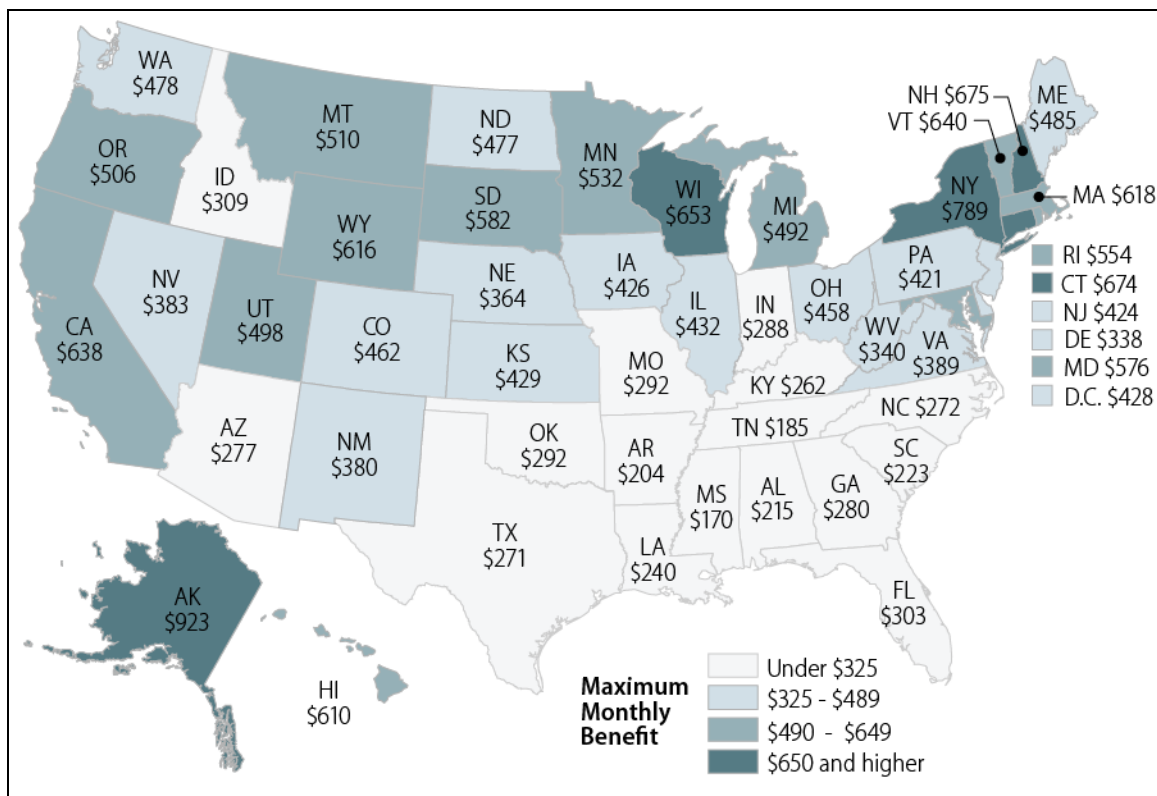 WA
$478
MT
$510
ND
$477
MN
$532
NH $675
VT $640
ME
$485
OR
$506
ID
$309
WY
$616
SD
$582
WI
$653
MI
$492
NY
$789
MA $618
NV
$383
UT
$498
CO
$462
NE
$364
IA
$426
IL
$432
IN
$288
OH
$458
PA
$421
RI $554
CT $674
NJ $424
DE $338
MD $576
D.C. $428
CA
$638
KS
$429
MO
$292
WV
$340
VA
$389
KY $262
NC $272
TN $185
AZ
$277
NM
$380
OK
$292
AR
$204
SC
$223
MS
$170
AL
$215
GA
$280
TX
$271
LA
$240
FL
$303
AK
$923
HI
$610
Maximum
Monthly
Benefit
Under $325
$325 - $489
$490 - $649
$650 and higher